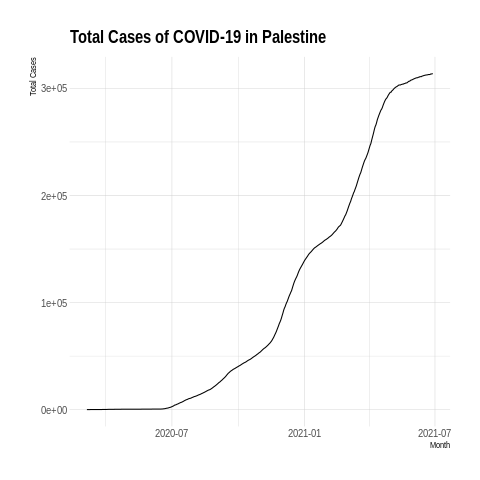 Total Cases of COVID-19 in Palestine
Total Cases
3e+05
2e+05
1e+05
0e+00
2020-07 2021-01 2021-07
Month